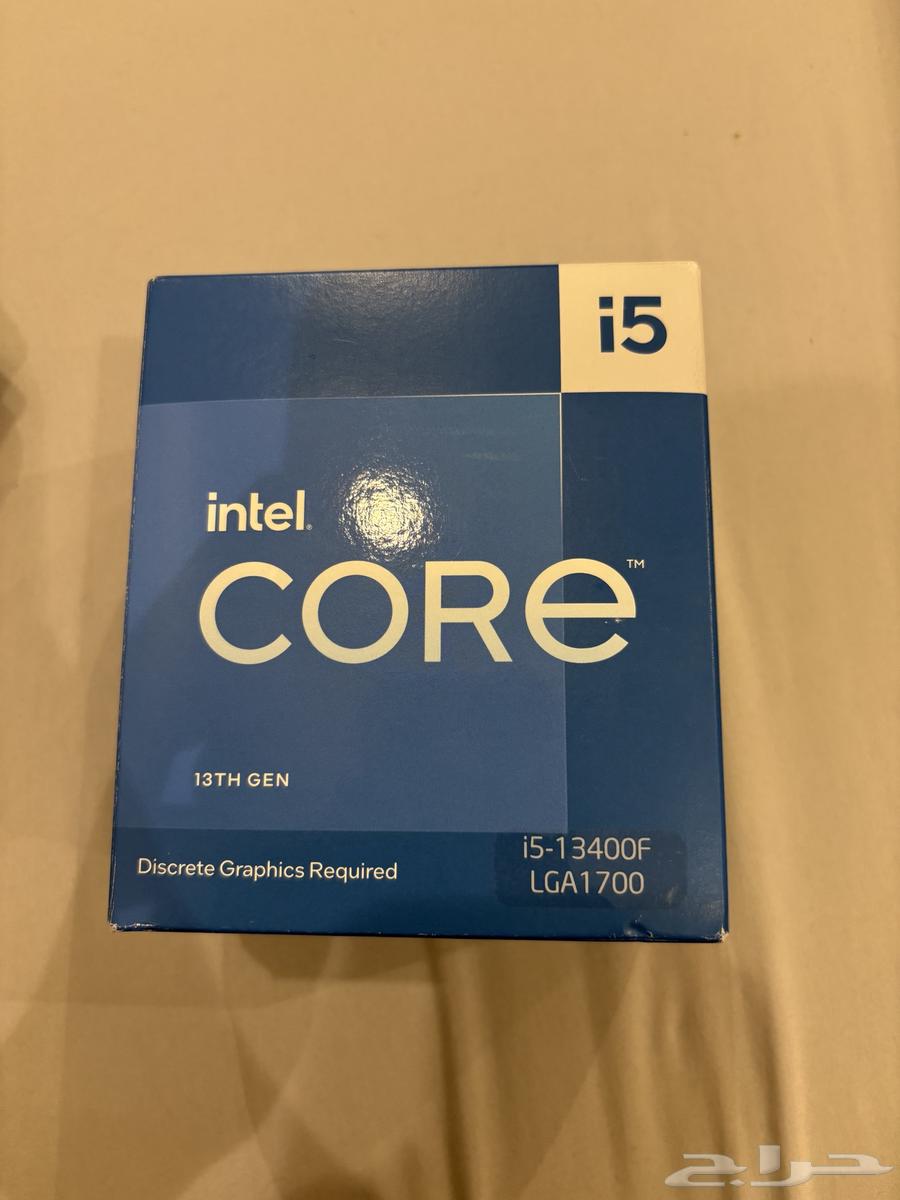 i5
intel®
CORE™
13TH GEN
Discrete Graphics Required
i5-13400F
LGA1700
حراج